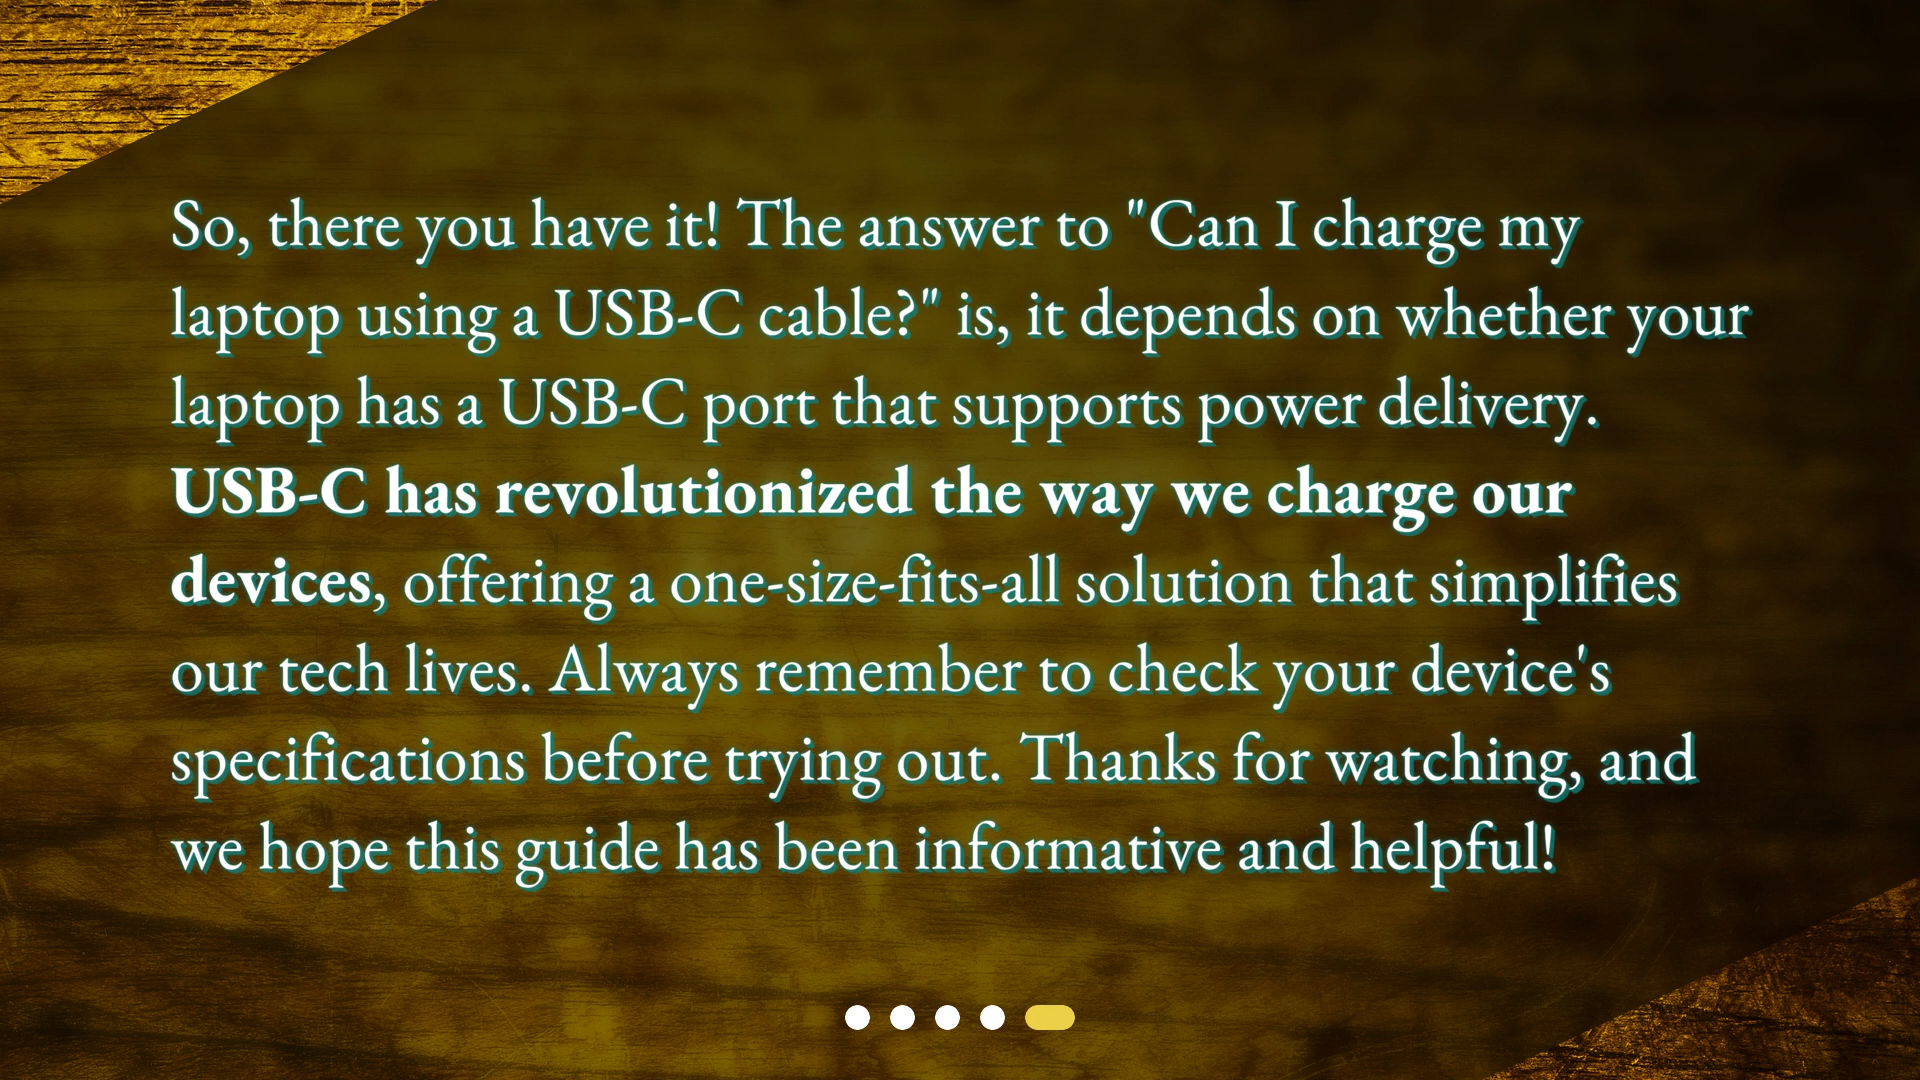 So, there you have it! The answer to "Can I charge my
laptop using a USB-C cable?" is, it depends on whether your
laptop has a USB-C port that supports power delivery.
USB-C has revolutionized the way we charge our
devices, offering a one-size-fits-all solution that simplifies
our tech lives. Always remember to check your device's
specifications before trying out. Thanks for watching, and
we hope this guide has been informative and helpful!